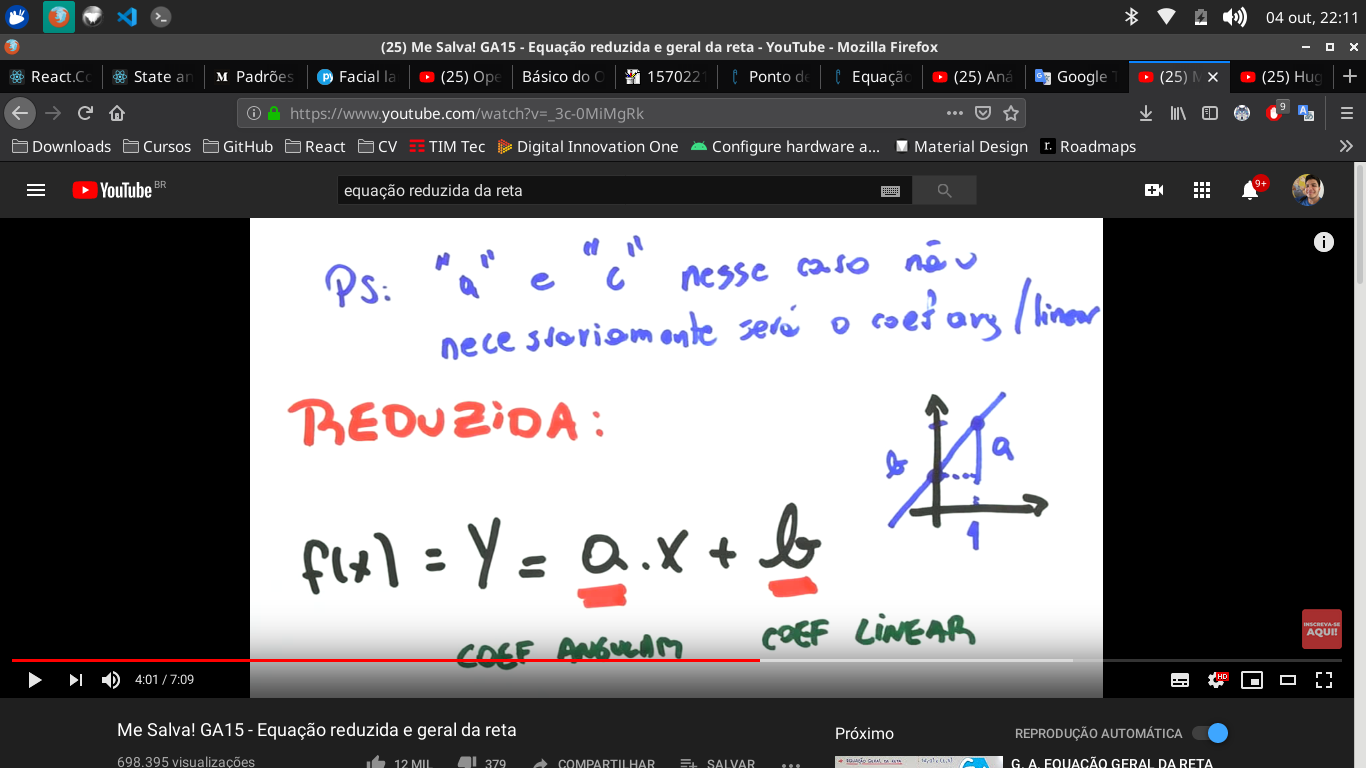 04 out, 22:11
(25) Me Salva! GA15 - Equação reduzida e geral da reta - YouTube - Mozilla Firefox
React.Co State an Padrões Facial la (25) Ope Básico do C 1570221 Ponto de Equação (25) Aná Google T (25) M (25) Hug
https://www.youtube.com/watch?v=_3c-0MiMgRk 9
Downloads Cursos GitHub React CV TIM Tec Digital Innovation One Configure hardware a... r. Material Design Roadmaps
YouTube BR equação reduzida da reta 9+
PS: "a" e "c" nesse caso não
necessariamente será o coef ang/linear
REDUZIDA:
b a
1
f(x) = Y = a.x + b
COEF ANGULAR COEF LINEAR
INSCREVA-SE
AQUI!
4:01 / 7:09 HD
Me Salva! GA15 - Equação reduzida e geral da reta
Próximo REPRODUÇÃO AUTOMÁTICA
698.395 visualizações 12 MIL 379 COMPARTILHAR SALVAR
G. A. EQUAÇÃO GERAL DA RETA